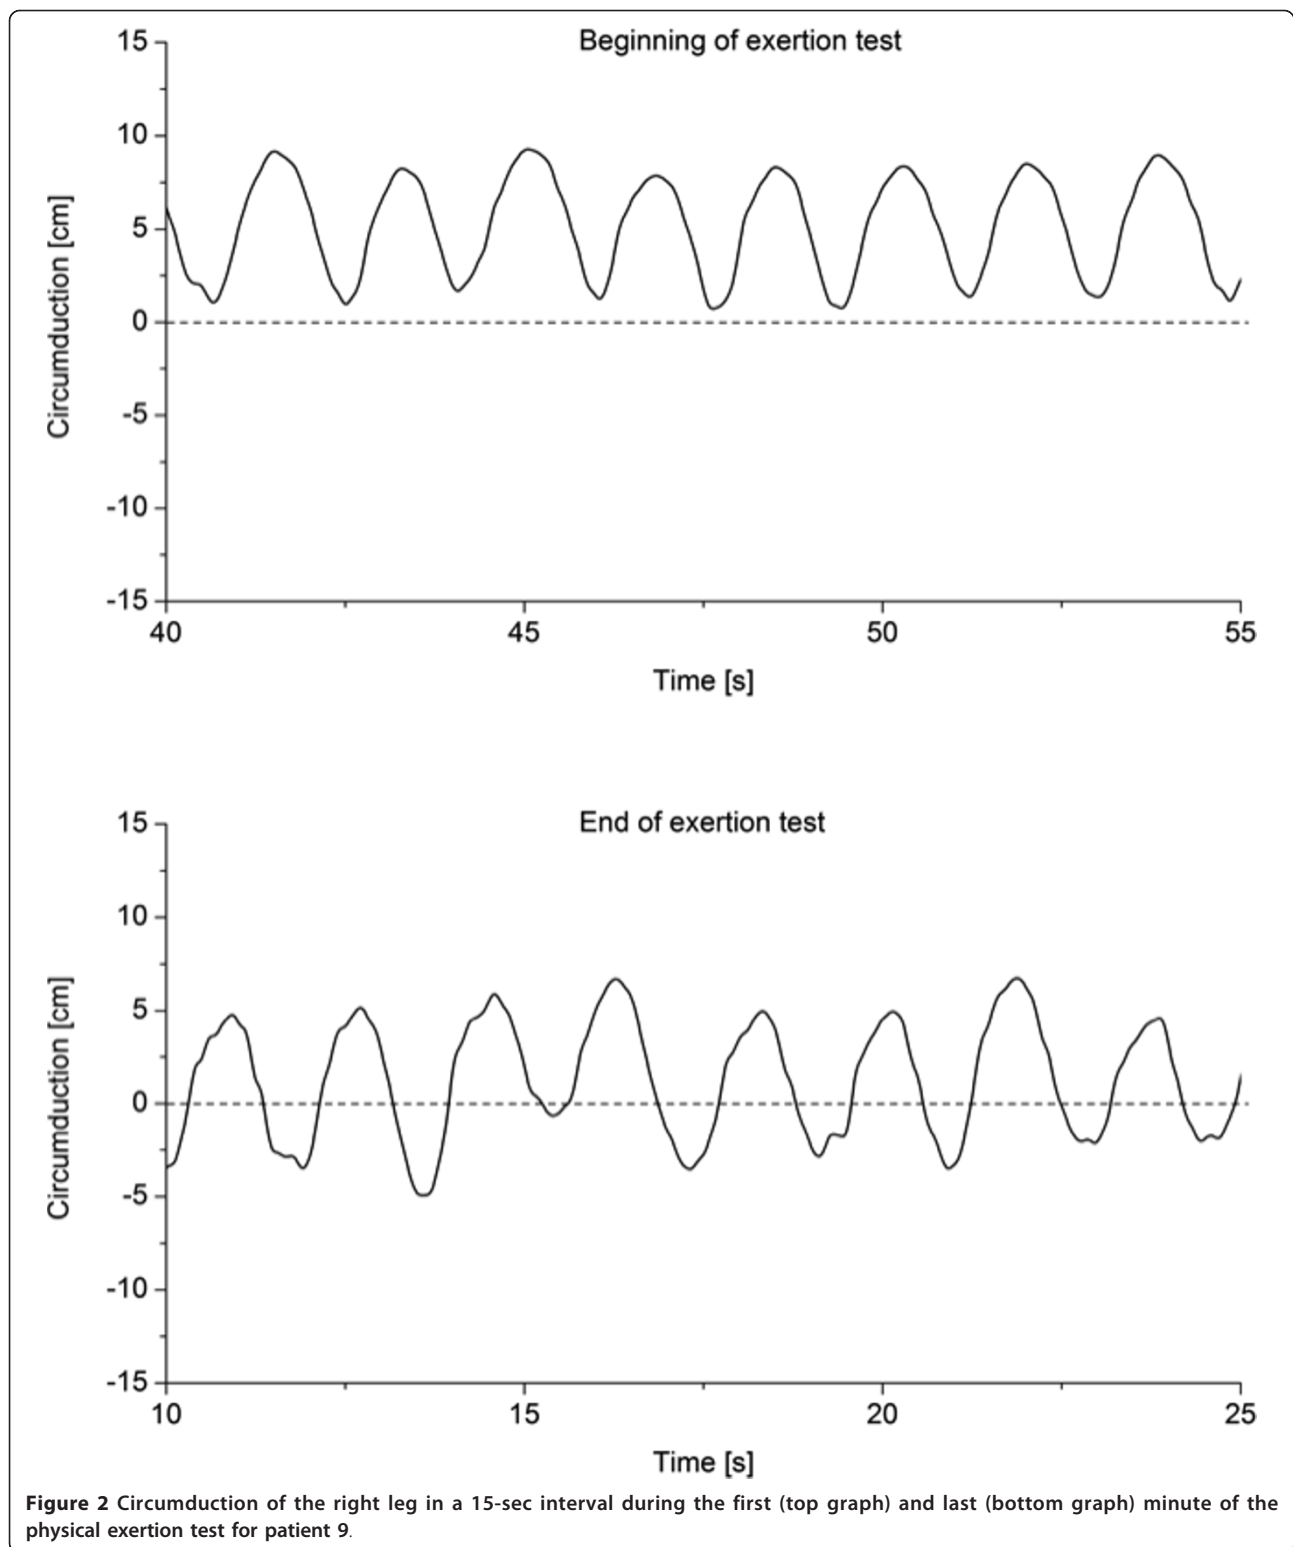 Beginning of exertion test
15
10
5
0
-5
-10
-15
Circumduction [cm]
40 45 50 55
Time [s]
End of exertion test
15
10
5
0
-5
-10
-15
Circumduction [cm]
10 15 20 25
Time [s]
Figure 2 Circumduction of the right leg in a 15-sec interval during the first (top graph) and last (bottom graph) minute of the
physical exertion test for patient 9.